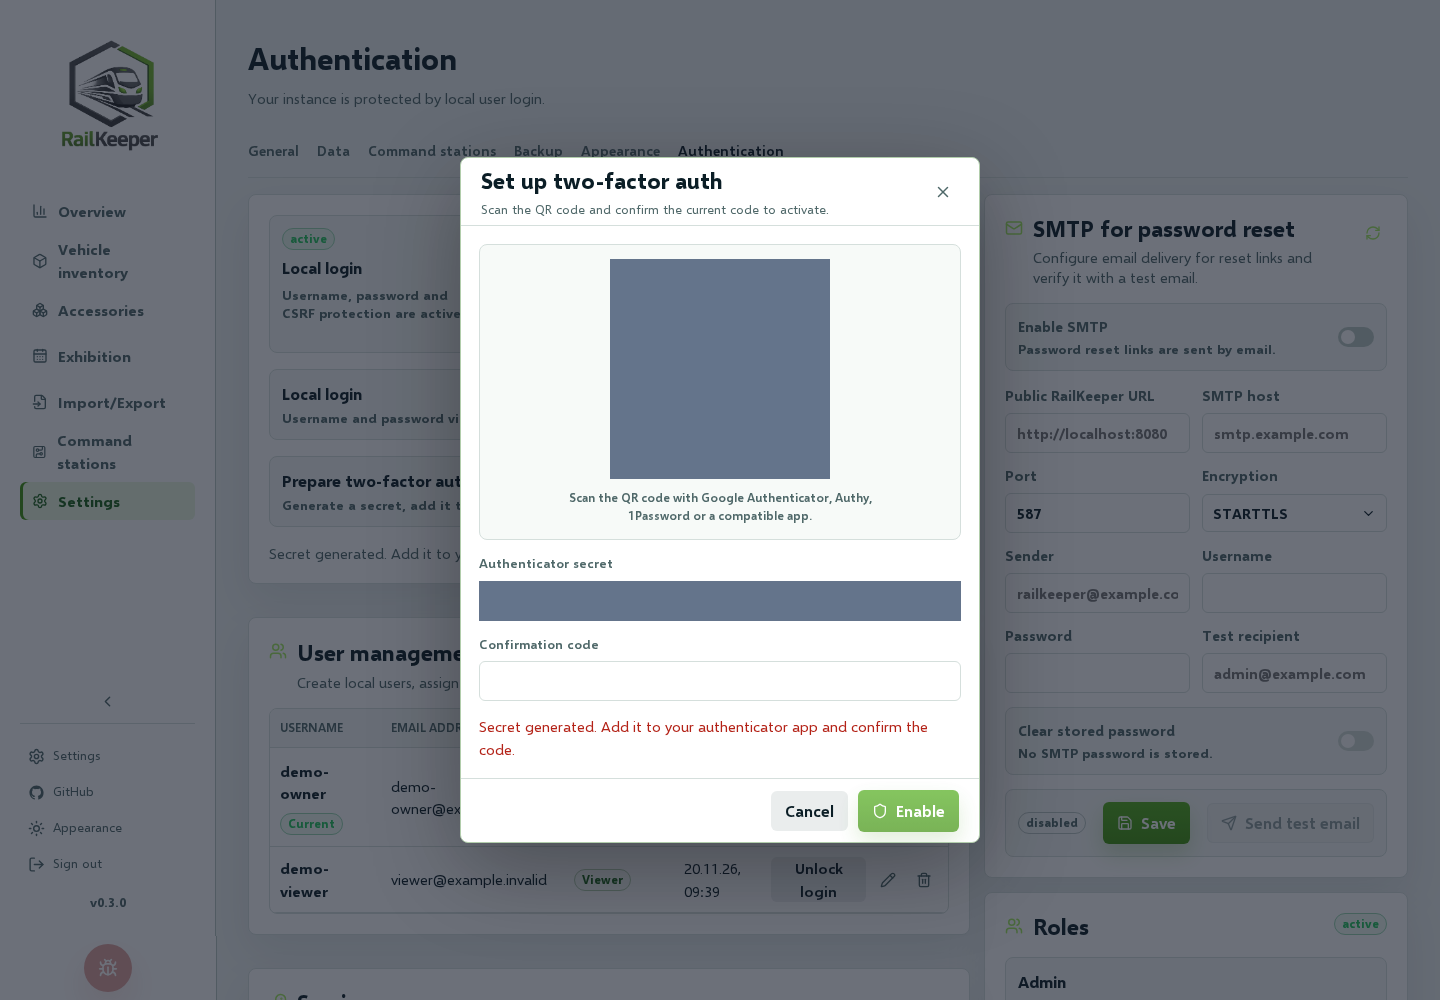 RailKeeper
Overview
Vehicle
inventory
Accessories
Exhibition
Import/Export
Command
stations
Settings
Settings
GitHub
Appearance
Sign out
v0.3.0
Authentication
Your instance is protected by local user login.
General Data Command stations Backup Appearance Authentication
active
Local login
Username, password and
CSRF protection are active
Local login
Username and password
Prepare two-factor
Generate a secret, add it
Secret generated. Add it to
User
Create local users, assign
USERNAME EMAIL
demo-
owner
Current
demo-
demo-
viewer
viewer@example.invalid
Viewer
20.11.26,
09:39
Unlock
login
Set up two-factor auth
Scan the QR code and confirm the current code to activate.
Scan the QR code with Google Authenticator, Authy,
1Password or a compatible app.
Authenticator secret
Confirmation code
Secret generated. Add it to your authenticator app and confirm the
code.
Cancel
Enable
SMTP for password reset
Configure email delivery for reset links and
verify it with a test email.
Enable SMTP
Password reset links are sent by email.
Public RailKeeper URL
SMTP host
http://localhost:8080
smtp.example.com
Port
Encryption
587
STARTTLS
Sender
Username
railkeeper@example.co
Password
Test recipient
admin@example.com
Clear stored password
No SMTP password is stored.
disabled
Save
Send test email
Roles
active
Admin